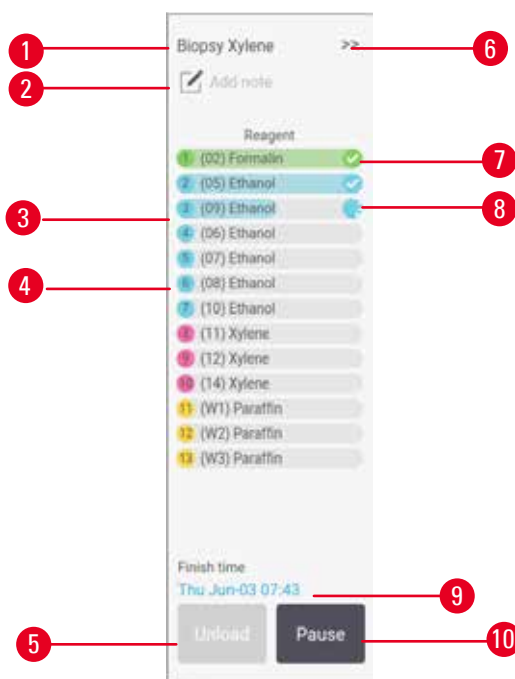 1 Biopsy Xylene >> 6
2 Add note
Reagent
1 (02) Formalin 7
2 (05) Ethanol
3 3 (09) Ethanol 8
4 (06) Ethanol
5 (07) Ethanol
4 6 (08) Ethanol
7 (10) Ethanol
8 (11) Xylene
9 (12) Xylene
10 (14) Xylene
11 (W1) Paraffin
12 (W2) Paraffin
13 (W3) Paraffin
Finish time
Thu Jun-03 07:43 9
5 Unload Pause 10